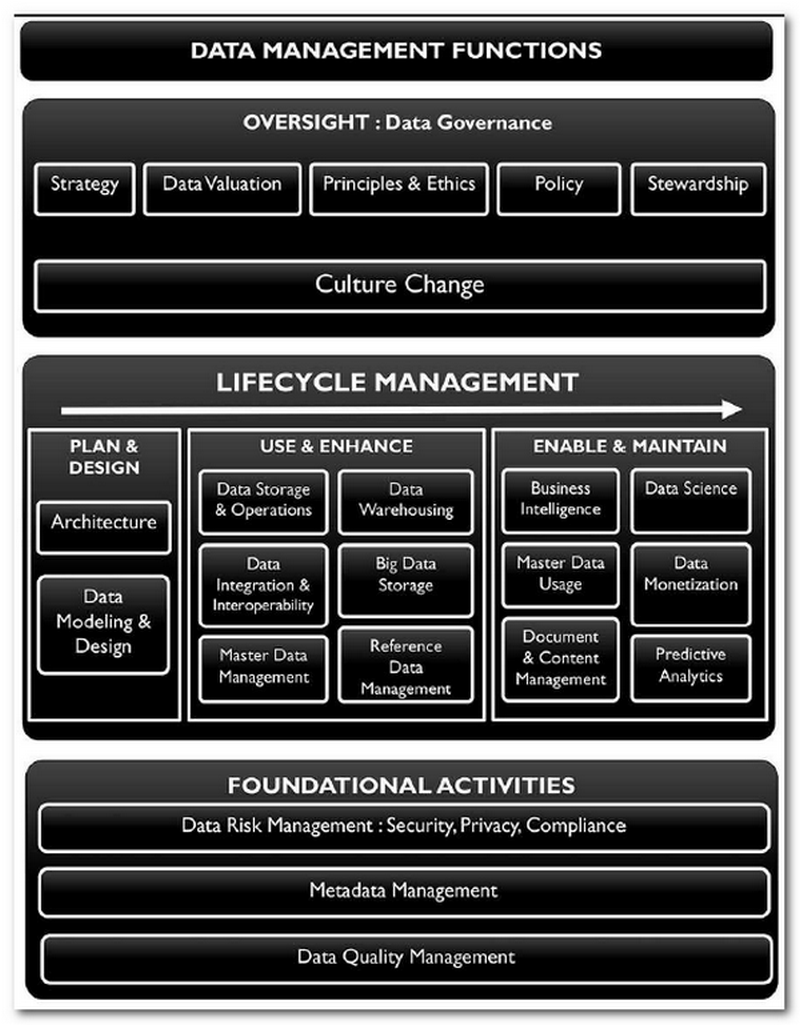 DATA MANAGEMENT FUNCTIONS
OVERSIGHT : Data Governance
Strategy
Data Valuation
Principles & Ethics
Policy
Stewardship
Culture Change
LIFECYCLE MANAGEMENT
PLAN &
DESIGN
Architecture
Data
Modeling &
Design
USE & ENHANCE
Data Storage
& Operations
Data
Warehousing
Data
Integration &
Interoperability
Big Data
Storage
Master Data
Management
Reference
Data
Management
ENABLE & MAINTAIN
Business
Intelligence
Data Science
Master Data
Usage
Data
Monetization
Document
& Content
Management
Predictive
Analytics
FOUNDATIONAL ACTIVITIES
Data Risk Management : Security, Privacy, Compliance
Metadata Management
Data Quality Management